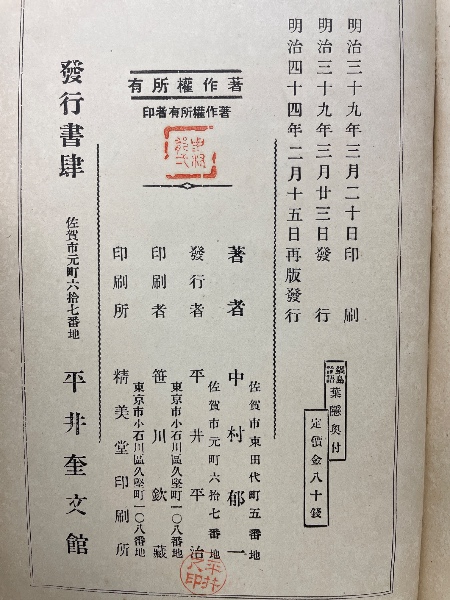 明治三十九年三月二十日印刷
明治三十九年三月廿三日發行
明治四十四年二月十五日再版發行
鍋島論語
葉隱奥付
定價金八十錢
有所權作著
印者有所權作著
佐賀市東田代町五番地
著者 中村郁一
佐賀市元町六拾七番地
發行者 平井平治
東京市小石川區久堅町一〇八番地
印刷者 笹川欽藏
東京市小石川區久堅町一〇八番地
印刷所 精美堂印刷所
發行書肆 佐賀市元町六拾七番地 平井奎文館